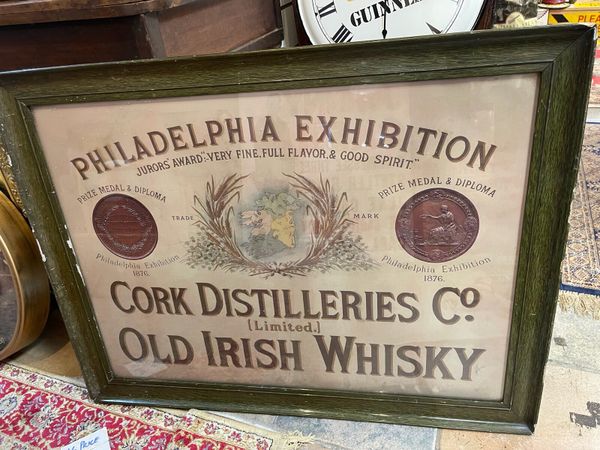 GUINNESS
PLEA
PHILADELPHIA EXHIBITION
JURORS' AWARD":-VERY FINE, FULL FLAVOR, & GOOD SPIRIT."
PRIZE MEDAL & DIPLOMA
Philadelphia Exhibition
1876.
TRADE MARK
PRIZE MEDAL & DIPLOMA
Philadelphia Exhibition
1876.
CORK DISTILLERIES Co.
[Limited.]
OLD IRISH WHISKY